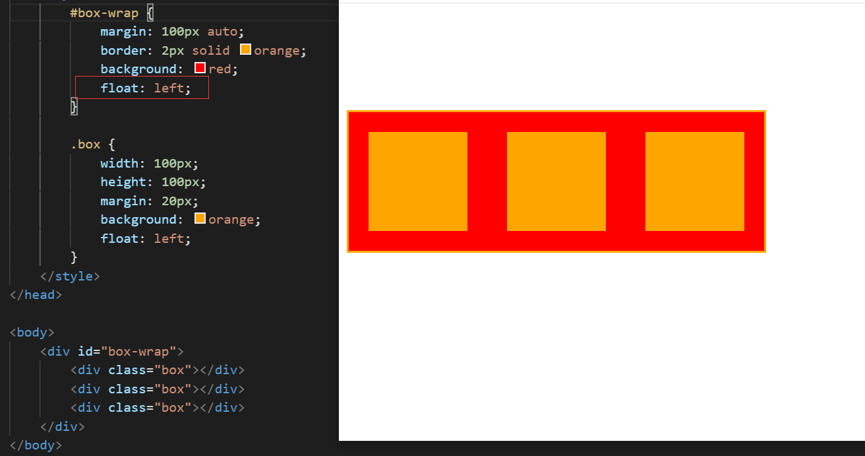 #box-wrap {
margin: 100px auto;
border: 2px solid orange;
background: red;
float: left;
}
.box {
width: 100px;
height: 100px;
margin: 20px;
background: orange;
float: left;
}
</style>
</head>
<body>
<div id="box-wrap">
<div class="box"></div>
<div class="box"></div>
<div class="box"></div>
</div>
</body>